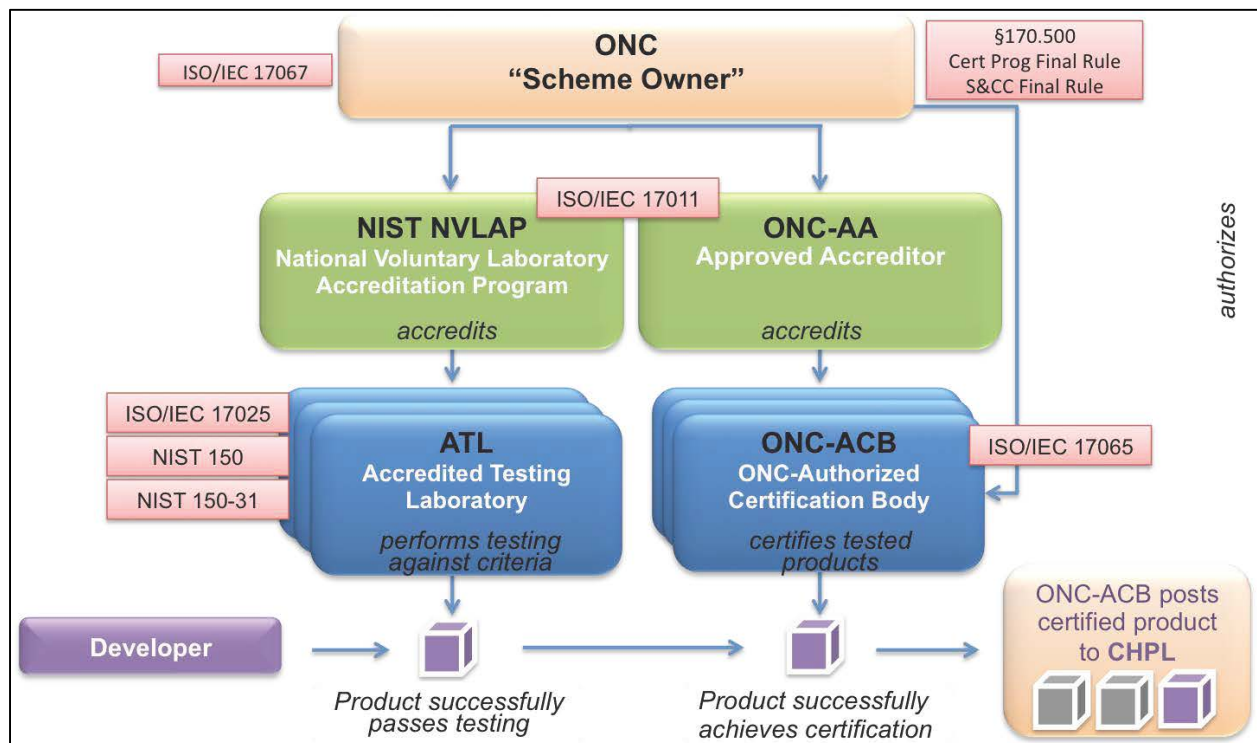 ONC
“Scheme Owner”
ISO/IEC 17067
§170.500
Cert Prog Final Rule
S&CC Final Rule
ISO/IEC 17011
NIST NVLAP
National Voluntary Laboratory
Accreditation Program
accredits
ONC-AA
Approved Accreditor
accredits
authorizes
ISO/IEC 17025
NIST 150
NIST 150-31
ATL
Accredited Testing
Laboratory
performs testing
against criteria
ONC-ACB
ONC-Authorized
Certification Body
certifies tested
products
ISO/IEC 17065
Developer
Product successfully
passes testing
Product successfully
achieves certification
ONC-ACB posts
certified product
to CHPL